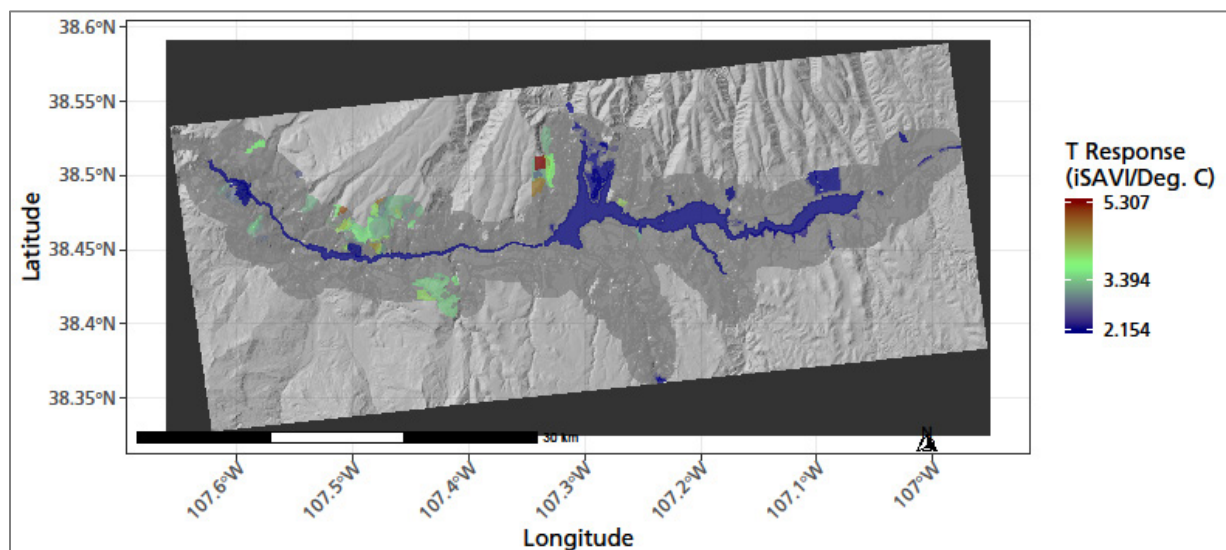 38.6°N
38.55°N
38.5°N
38.45°N
38.4°N
38.35°N
Latitude
30 km
N
107.6°W
107.5°W
107.4°W
107.3°W
107.2°W
107.1°W
107°W
Longitude
T Response
(iSAVI/Deg. C)
5.307
3.394
2.154